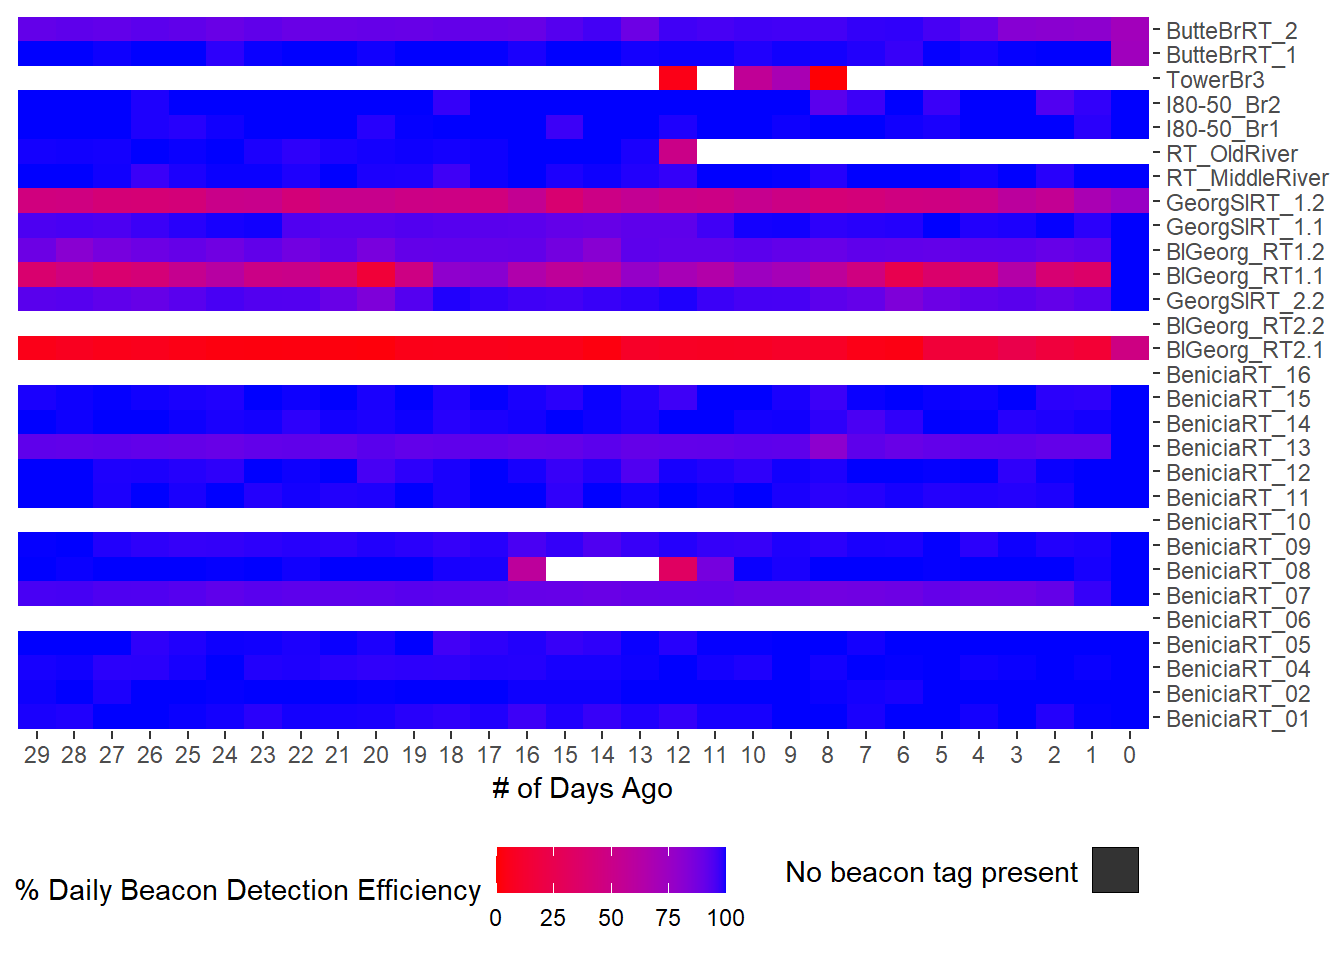 ButteBrRT_2
ButteBrRT_1
TowerBr3
I80-50_Br2
I80-50_Br1
RT_OldRiver
RT_MiddleRiver
GeorgSlRT_1.2
GeorgSlRT_1.1
BlGeorg_RT1.2
BlGeorg_RT1.1
GeorgSlRT_2.2
BlGeorg_RT2.2
BlGeorg_RT2.1
BeniciaRT_16
BeniciaRT_15
BeniciaRT_14
BeniciaRT_13
BeniciaRT_12
BeniciaRT_11
BeniciaRT_10
BeniciaRT_09
BeniciaRT_08
BeniciaRT_07
BeniciaRT_06
BeniciaRT_05
BeniciaRT_04
BeniciaRT_02
BeniciaRT_01
29 28 27 26 25 24 23 22 21 20 19 18 17 16 15 14 13 12 11 10 9 8 7 6 5 4 3 2 1 0
# of Days Ago
% Daily Beacon Detection Efficiency
0 25 50 75 100
No beacon tag present